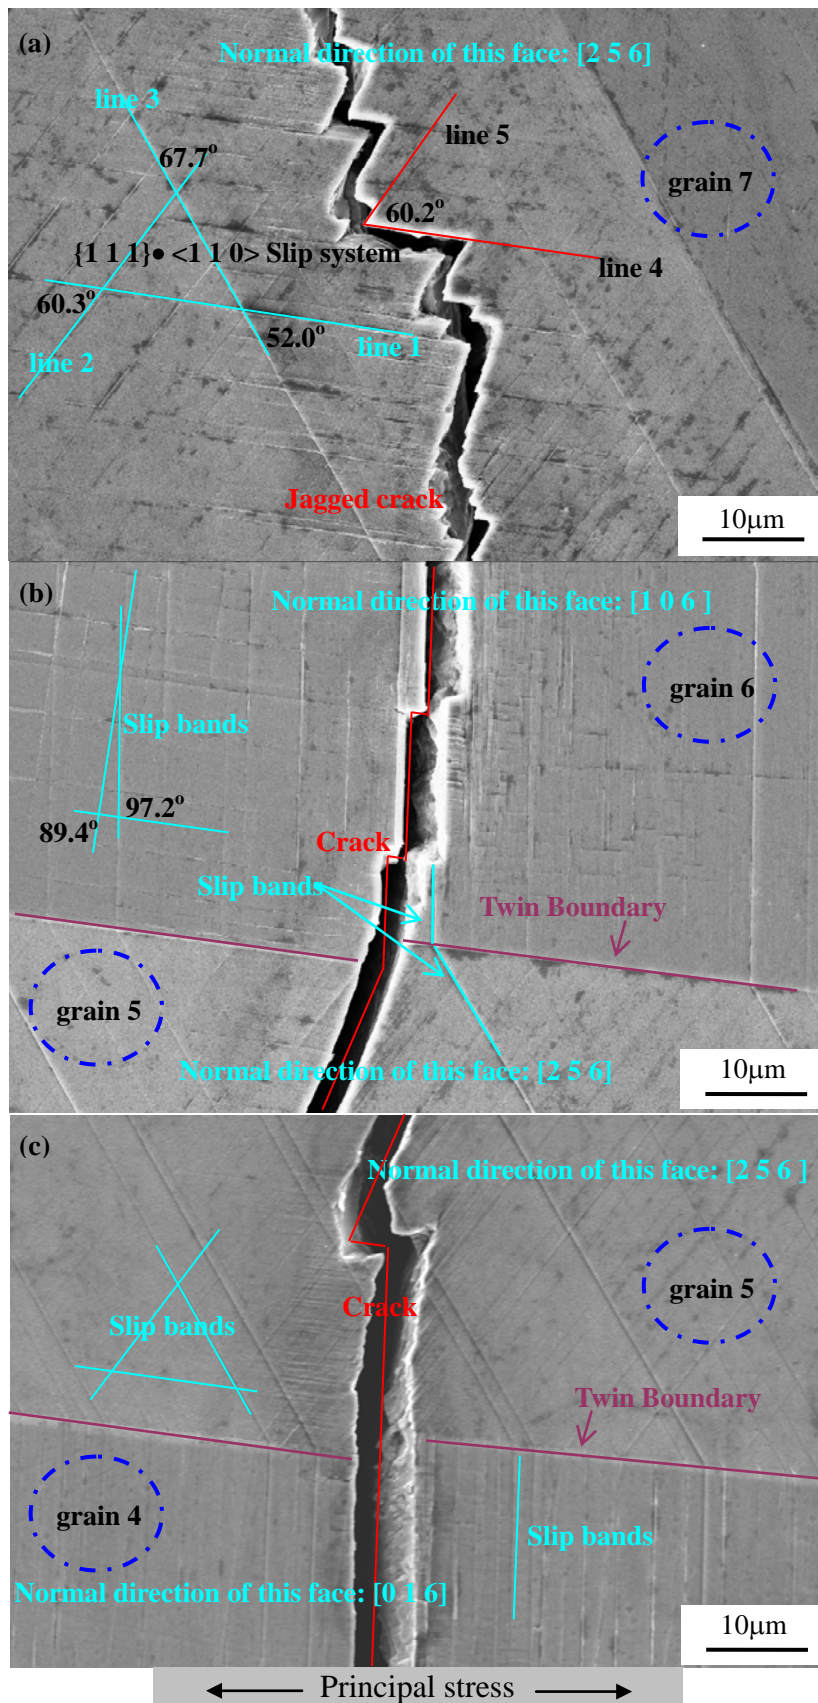 (a)
Normal direction of this face: [2 5 6]
line 3
line 5
67.7°
grain 7
60.2°
{1 1 1}● <1 1 0> Slip system
line 4
60.3°
52.0°
line 1
line 2
Jagged crack
10μm
(b)
Normal direction of this face: [1 0 6 ]
grain 6
Slip bands
97.2°
89.4°
Crack
Slip bands
Twin Boundary
grain 5
Normal direction of this face: [2 5 6]
10μm
(c)
Normal direction of this face: [2 5 6 ]
grain 5
Crack
Slip bands
Twin Boundary
grain 4
Slip bands
Normal direction of this face: [0 1 6]
10μm
Principal stress